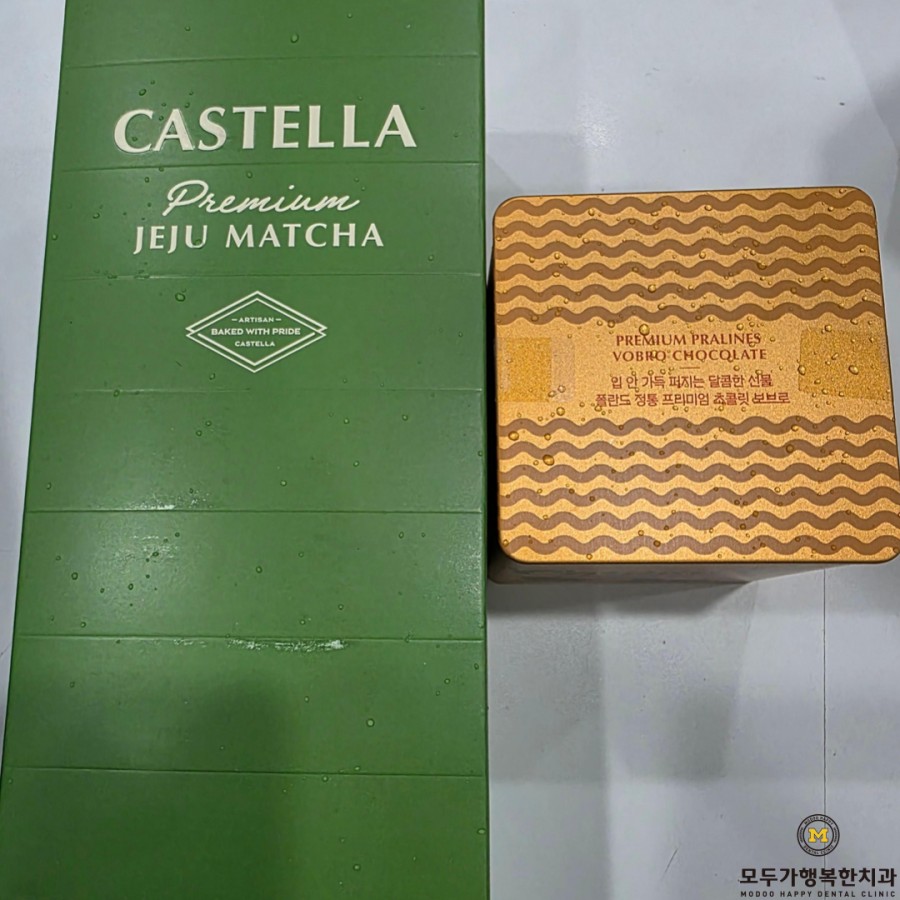 CASTELLA
Premium
JEJU MATCHA
ARTISAN
BAKED WITH PRIDE
CASTELLA
PREMIUM PRALINES
VOBRO CHOCOLATE
입 안 가득 퍼지는 달콤한 선물
폴란드 정통 프리미엄 초콜릿 보브로
M
모두가행복한치과
MODOO HAPPY DENTAL CLINIC